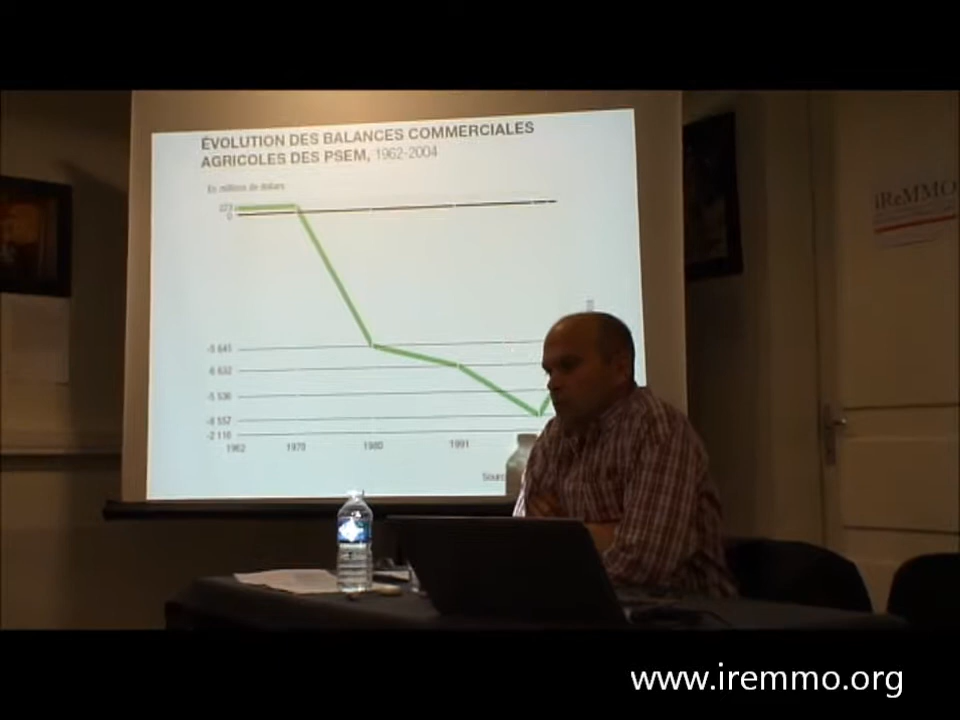 ÉVOLUTION DES BALANCES COMMERCIALES
AGRICOLES DES PSEM, 1962-2004
En millions de dollars
0
-5 641
-6 632
-5 536
-8 557
-2 116
1962 1970 1980 1991
iReMMO
www.iremmo.org